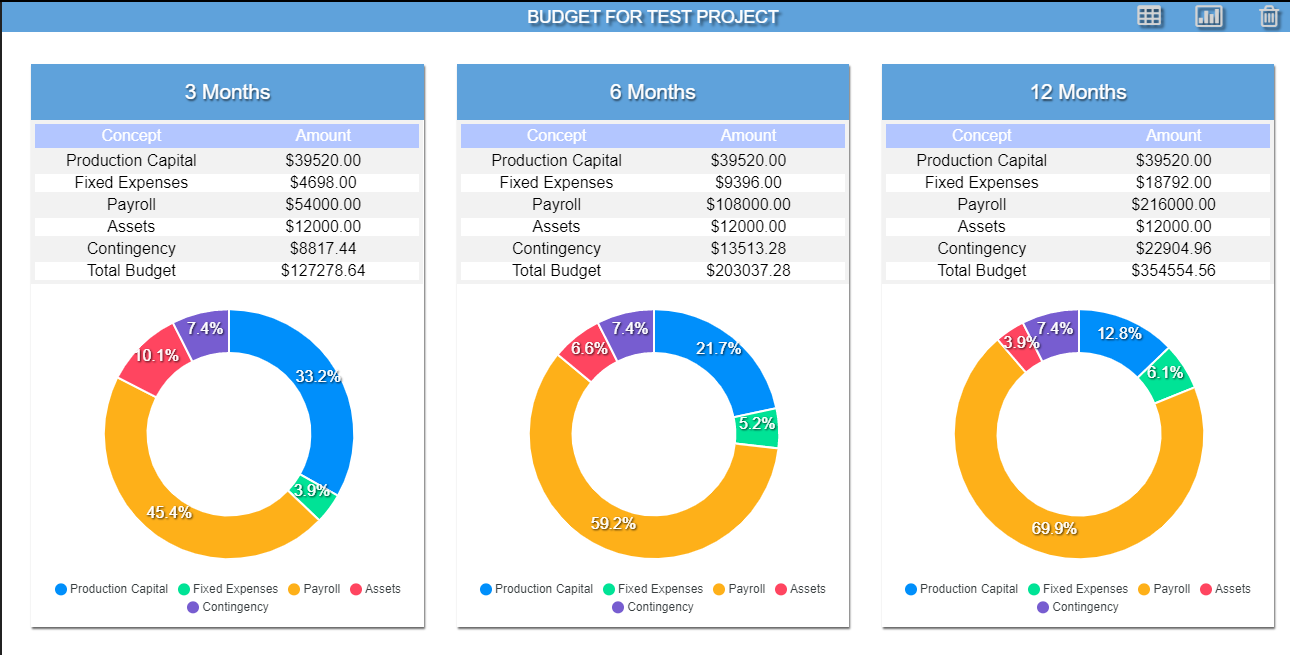 BUDGET FOR TEST PROJECT
3 Months
Concept Amount
Production Capital $39520.00
Fixed Expenses $4698.00
Payroll $54000.00
Assets $12000.00
Contingency $8817.44
Total Budget $127278.64
7.4%
10.1%
33.2%
3.9%
45.4%
Production Capital Fixed Expenses Payroll Assets
Contingency
6 Months
Concept Amount
Production Capital $39520.00
Fixed Expenses $9396.00
Payroll $108000.00
Assets $12000.00
Contingency $13513.28
Total Budget $203037.28
7.4%
6.6%
21.7%
5.2%
59.2%
Production Capital Fixed Expenses Payroll Assets
Contingency
12 Months
Concept Amount
Production Capital $39520.00
Fixed Expenses $18792.00
Payroll $216000.00
Assets $12000.00
Contingency $22904.96
Total Budget $354554.56
7.4%
12.8%
3.9%
6.1%
69.9%
Production Capital Fixed Expenses Payroll Assets
Contingency